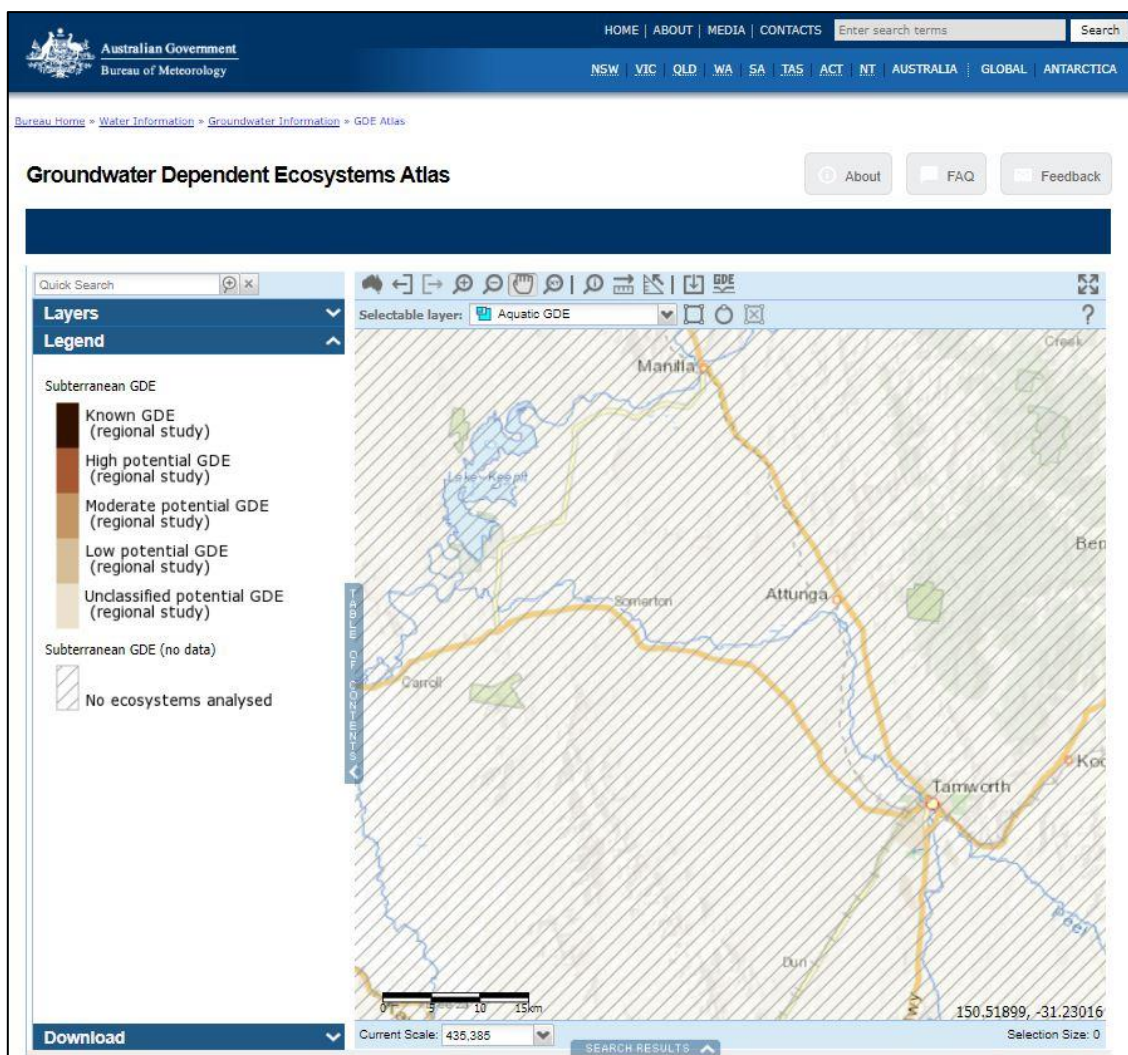 Australian Government
Bureau of Meteorology
HOME | ABOUT | MEDIA | CONTACTS
Enter search terms
Search
NSW | VIC | QLD | WA | SA | TAS | ACT | NT | AUSTRALIA | GLOBAL | ANTARCTICA
Bureau Home » Water Information » Groundwater Information » GDE Atlas
Groundwater Dependent Ecosystems Atlas
About
FAQ
Feedback
Quick Search
Layers
Legend
Subterranean GDE
Known GDE
(regional study)
High potential GDE
(regional study)
Moderate potential GDE
(regional study)
Low potential GDE
(regional study)
Unclassified potential GDE
(regional study)
Subterranean GDE (no data)
No ecosystems analysed
Download
TABLE OF CONTENTS
GDE
Selectable layer: Aquatic GDE
?
Creek
Manilla
Lake Keepit
Ben
Somerton
Attunga
Carroll
Koo
Tamworth
Peel
Dun
wy
0 5 10 15km
150.51899, -31.23016
Current Scale: 435,385
SEARCH RESULTS
Selection Size: 0